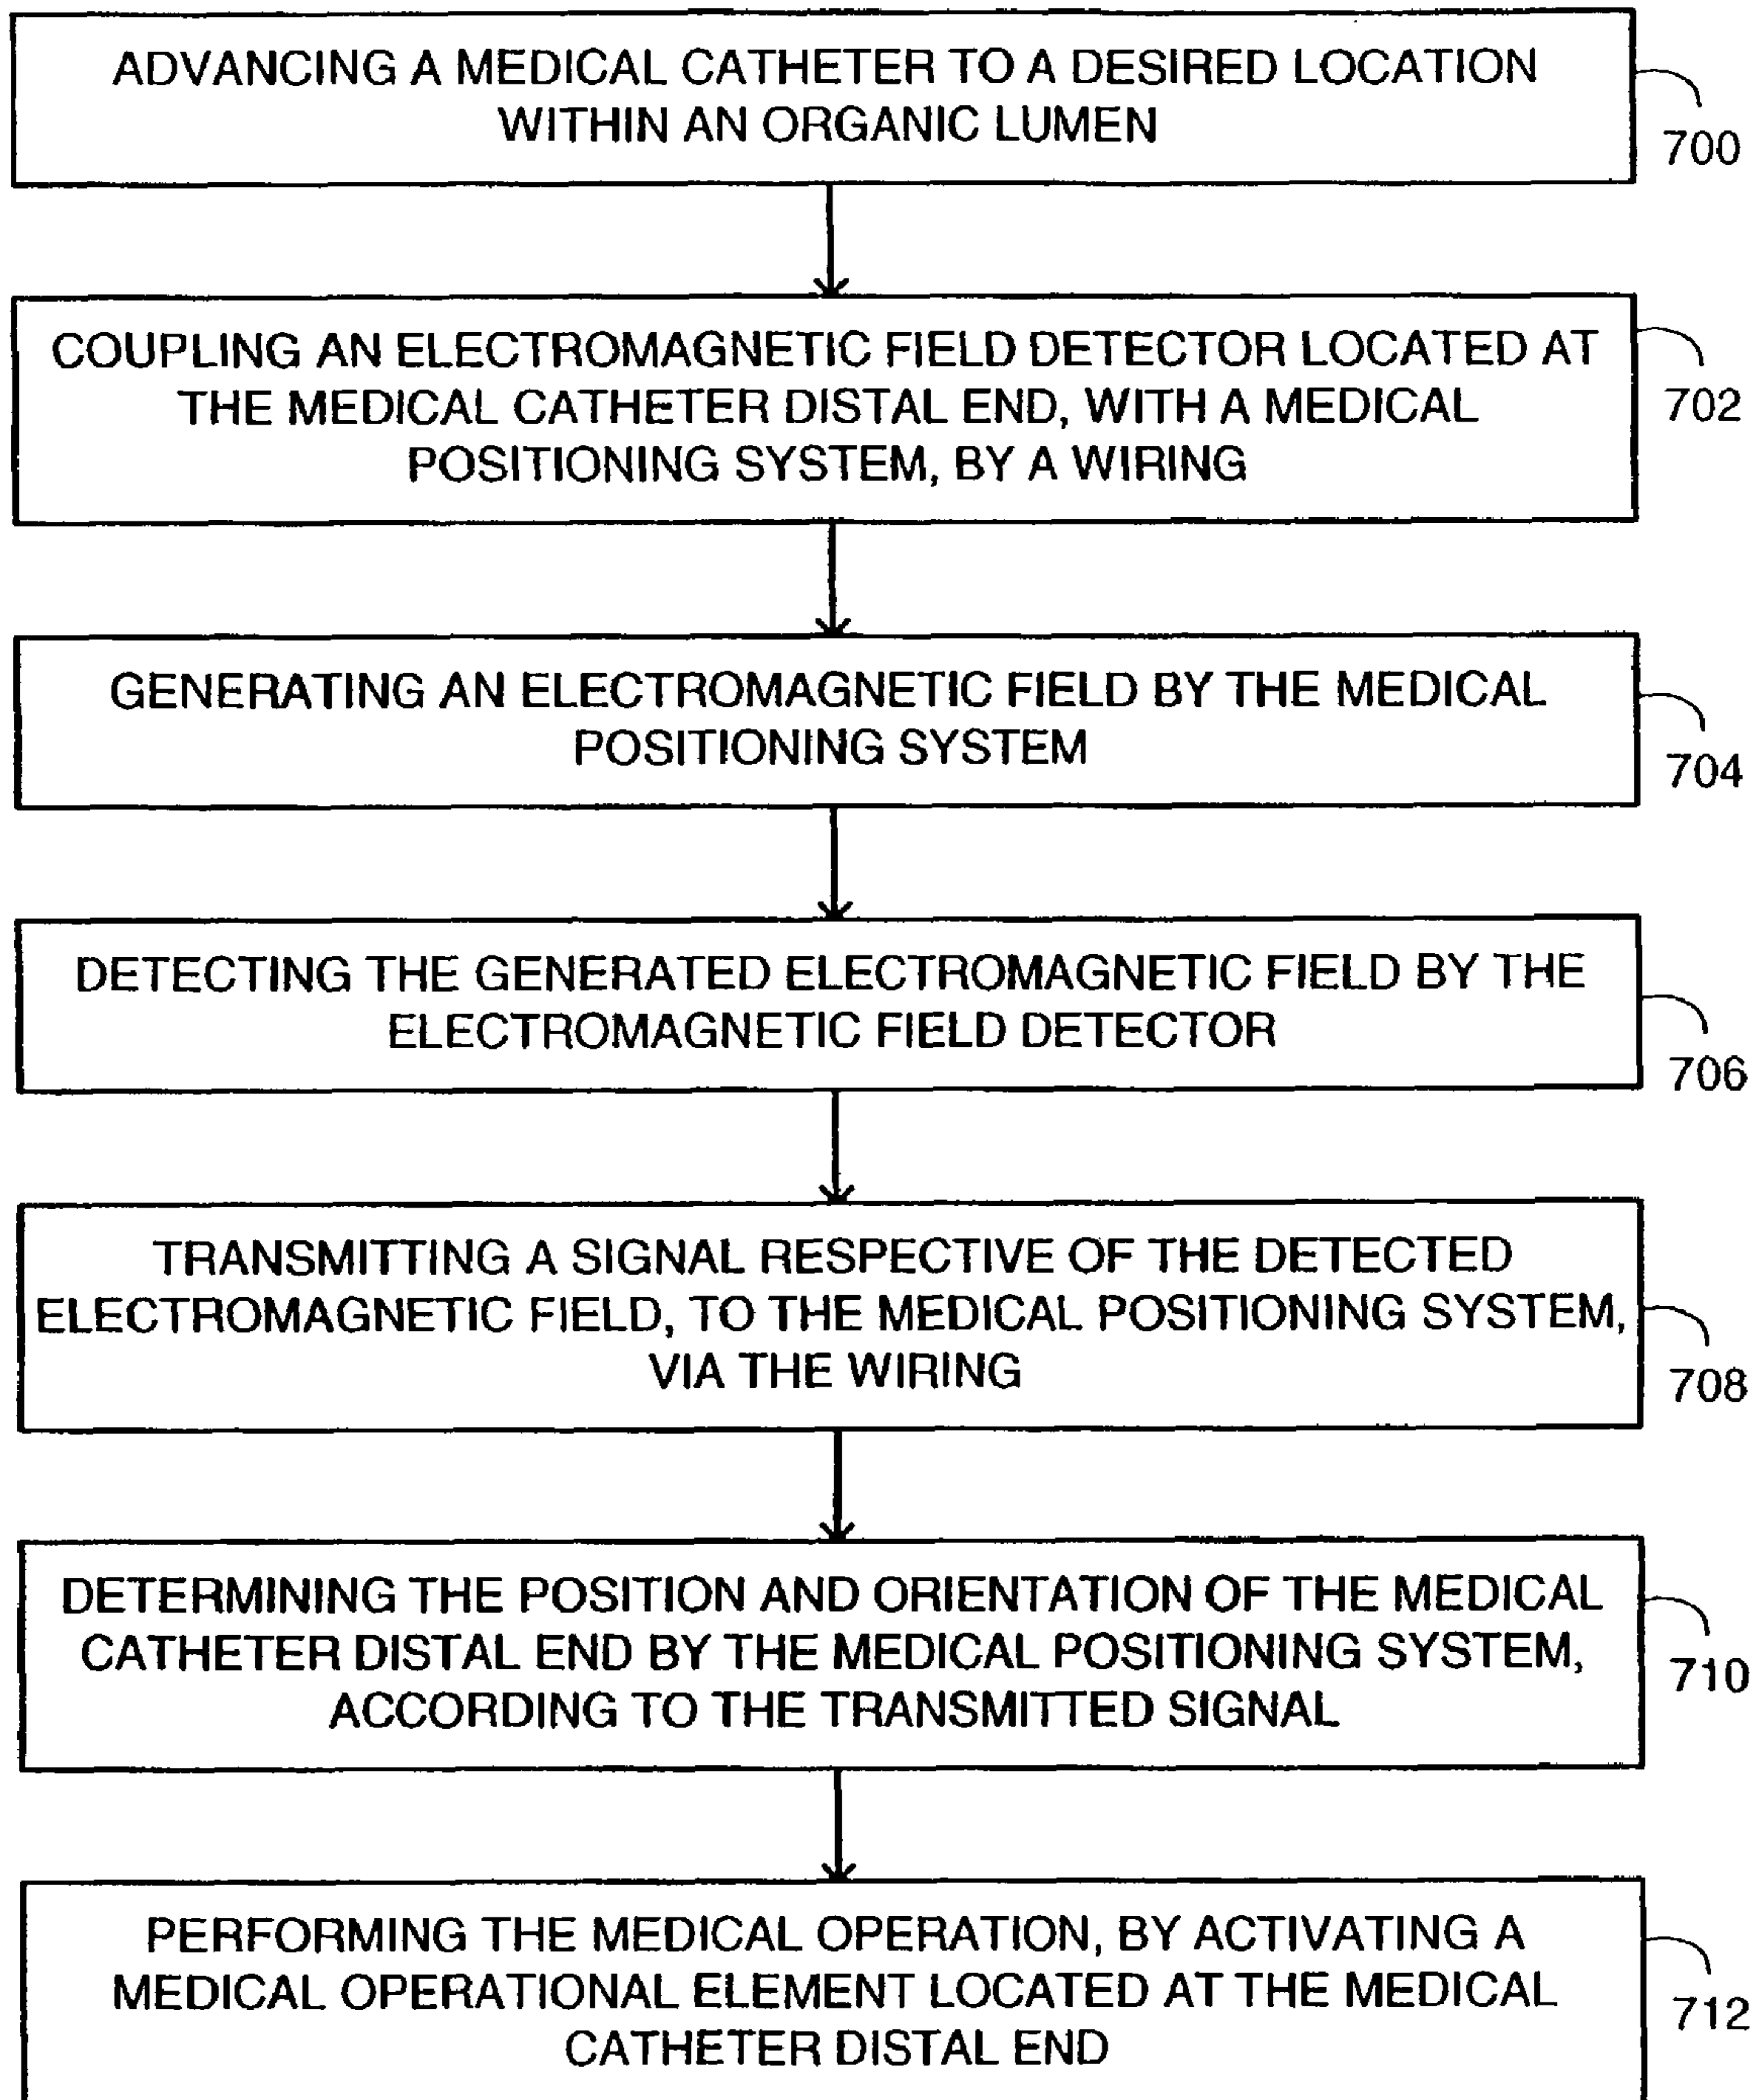 ADVANCING A MEDICAL CATHETER TO A DESIRED LOCATION
WITHIN AN ORGANIC LUMEN
700
COUPLING AN ELECTROMAGNETIC FIELD DETECTOR LOCATED AT
THE MEDICAL CATHETER DISTAL END, WITH A MEDICAL
POSITIONING SYSTEM, BY A WIRING
702
GENERATING AN ELECTROMAGNETIC FIELD BY THE MEDICAL
POSITIONING SYSTEM
704
DETECTING THE GENERATED ELECTROMAGNETIC FIELD BY THE
ELECTROMAGNETIC FIELD DETECTOR
706
TRANSMITTING A SIGNAL RESPECTIVE OF THE DETECTED
ELECTROMAGNETIC FIELD, TO THE MEDICAL POSITIONING SYSTEM,
VIA THE WIRING
708
DETERMINING THE POSITION AND ORIENTATION OF THE MEDICAL
CATHETER DISTAL END BY THE MEDICAL POSITIONING SYSTEM,
ACCORDING TO THE TRANSMITTED SIGNAL
710
PERFORMING THE MEDICAL OPERATION, BY ACTIVATING A
MEDICAL OPERATIONAL ELEMENT LOCATED AT THE MEDICAL
CATHETER DISTAL END
712